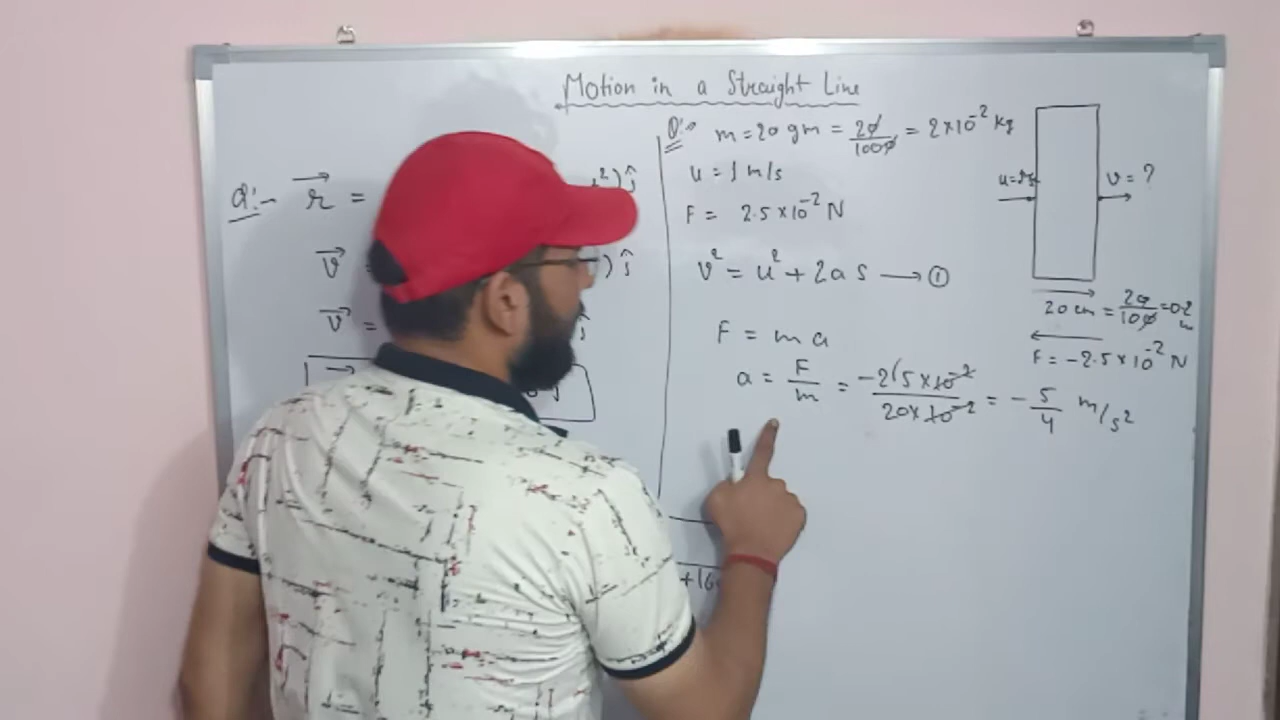 Motion in a Straight Line
Q:- r⃗ =
²)ĵ
v⃗
) ĵ
v⃗ =
Q:- m = 20 gm = 20/1000 = 2×10⁻² kg
u = 1 m/s
F = 2.5×10⁻² N
v² = u² + 2as ⟶ ①
F = ma
a = F/m = -2.5×10⁻²/20×10⁻² = -5/4 m/s²
+16
v = ?
20 cm = 20/100 = 0.2 m
F = -2.5×10⁻² N